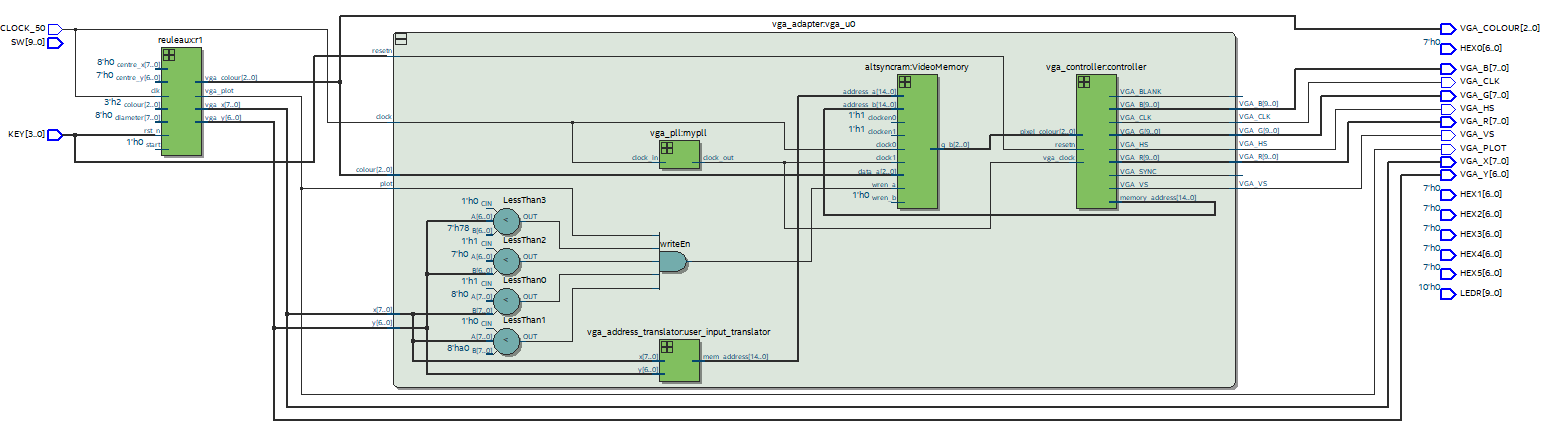 CLOCK_50
SW[9..0]
KEY[3..0]
reuleaux:r1
8'h0 centre_x[7..0]
7'h0 centre_y[6..0]
clk
3'h2 colour[2..0]
8'h0 diameter[7..0]
rst_n
1'h0 start
vga_colour[2..0]
vga_plot
vga_x[7..0]
vga_y[6..0]
vga_adapter:vga_u0
resetn
clock
colour[2..0]
plot
x[7..0]
y[6..0]
vga_pll:mypll
clock_in
clock_out
LessThan3
1'h0 CIN
A[6..0]
7'h78 B[6..0]
OUT
<
LessThan2
1'h1 CIN
7'h0 A[6..0]
B[6..0]
OUT
<
LessThan0
1'h1 CIN
8'h0 A[7..0]
B[7..0]
OUT
<
LessThan1
1'h0 CIN
A[7..0]
8'ha0 B[7..0]
OUT
<
writeEn
vga_address_translator:user_input_translator
x[7..0]
y[6..0]
mem_address[14..0]
altsyncram:VideoMemory
address_a[14..0]
address_b[14..0]
1'h1 clocken0
1'h1 clocken1
clock0
clock1
data_a[2..0]
wren_a
1'h0 wren_b
q_b[2..0]
vga_controller:controller
pixel_colour[2..0]
resetn
vga_clock
VGA_BLANK
VGA_B[9..0]
VGA_CLK
VGA_G[9..0]
VGA_HS
VGA_R[9..0]
VGA_SYNC
VGA_VS
memory_address[14..0]
VGA_B[9..0]
VGA_CLK
VGA_G[9..0]
VGA_HS
VGA_R[9..0]
VGA_VS
VGA_COLOUR[2..0]
7'h0 HEX0[6..0]
VGA_B[7..0]
VGA_CLK
VGA_G[7..0]
VGA_HS
VGA_R[7..0]
VGA_VS
VGA_PLOT
VGA_X[7..0]
VGA_Y[6..0]
7'h0 HEX1[6..0]
7'h0 HEX2[6..0]
7'h0 HEX3[6..0]
7'h0 HEX4[6..0]
7'h0 HEX5[6..0]
10'h0 LEDR[9..0]